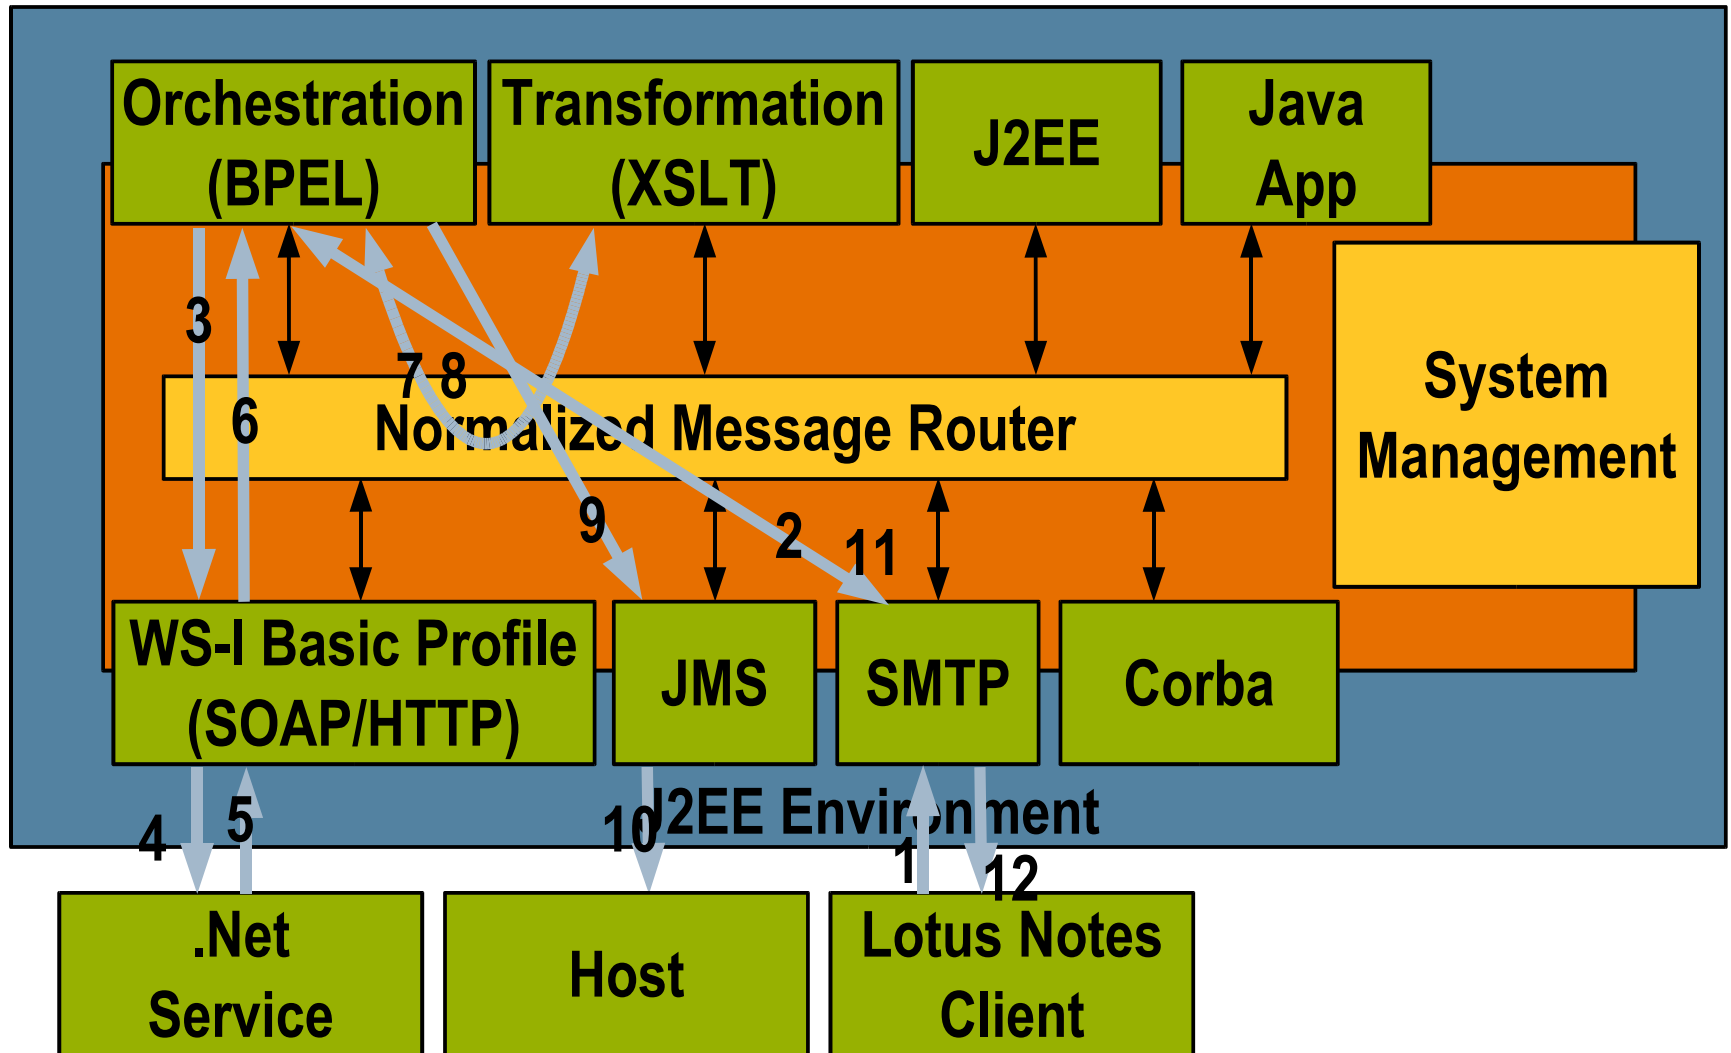 Orchestration
(BPEL)
Transformation
(XSLT)
J2EE
Java
App
System
Management
3
6
7 8
Normalized Message Router
9
2
11
WS-I Basic Profile
(SOAP/HTTP)
JMS
SMTP
Corba
J2EE Environment
4
5
10
1
12
.Net
Service
Host
Lotus Notes
Client